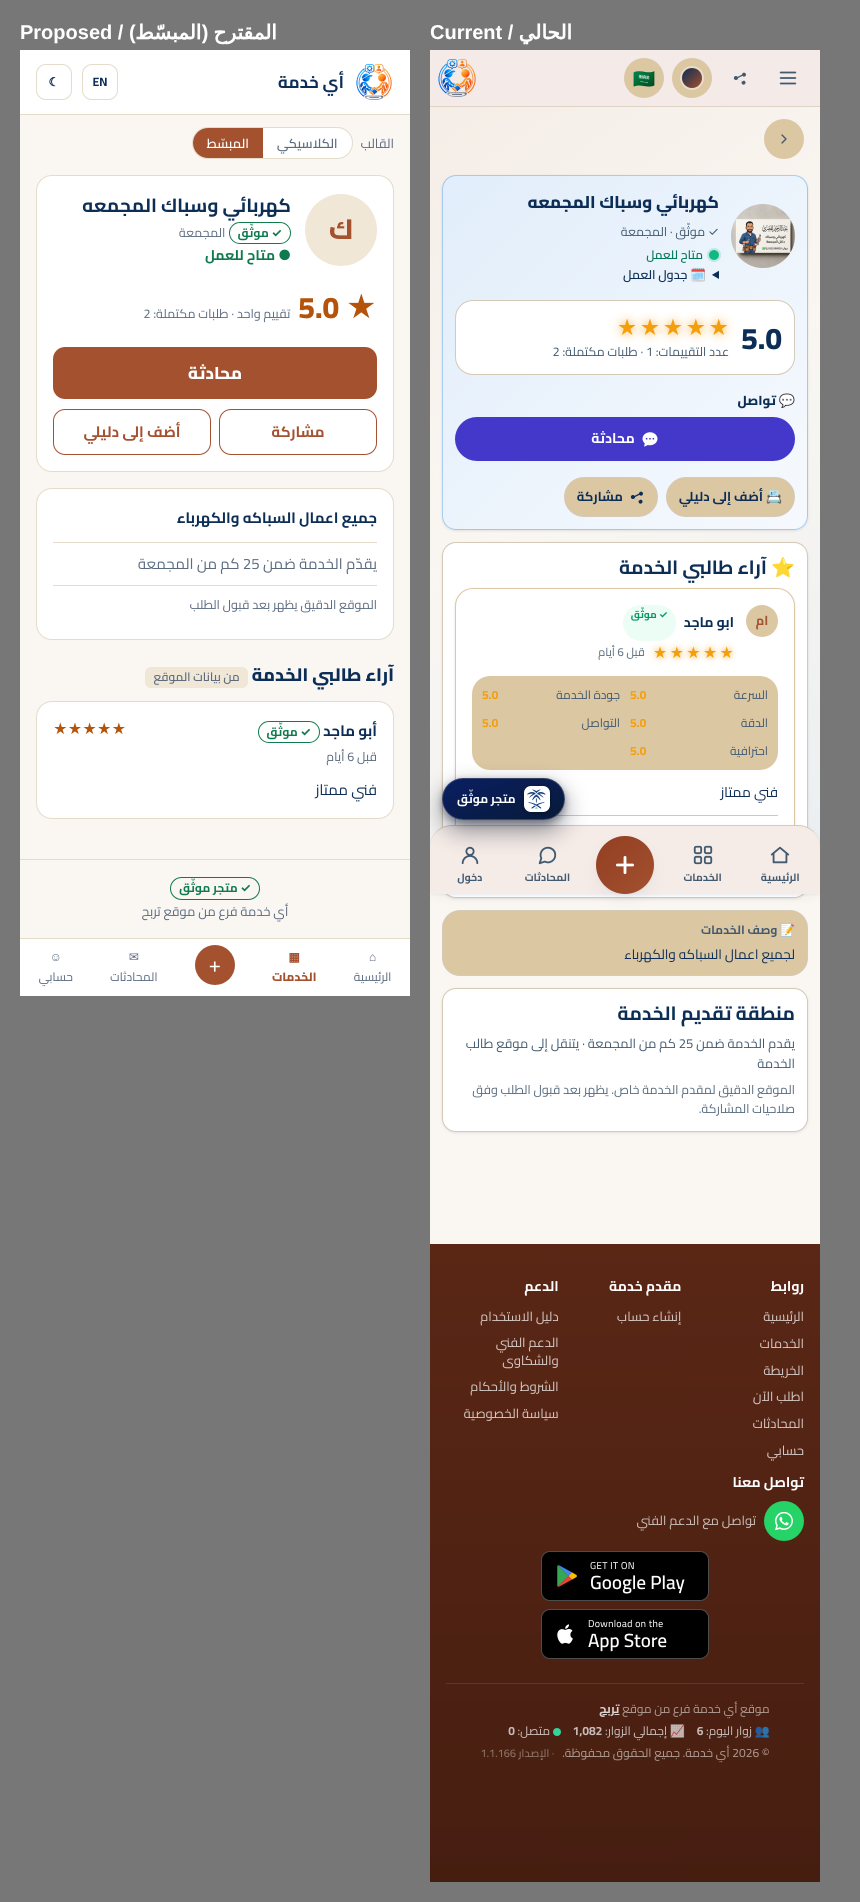 Proposed / المقترح (المبسّط)
أي خدمة
EN
القالب
الكلاسيكي
المبسّط
ك
كهربائي وسباك المجمعه
✓ موثّق
المجمعة
● متاح للعمل
★ 5.0 تقييم واحد · طلبات مكتملة: 2
محادثة
مشاركة
أضف إلى دليلي
جميع اعمال السباكه والكهرباء
يقدّم الخدمة ضمن 25 كم من المجمعة
الموقع الدقيق يظهر بعد قبول الطلب
آراء طالبي الخدمة
من بيانات الموقع
أبو ماجد
✓ موثّق
★★★★★
قبل 6 أيام
فني ممتاز
✓ متجر موثّق
أي خدمة فرع من موقع تربح
الرئيسية
الخدمات
+
المحادثات
حسابي
Current / الحالي
كهربائي وسباك المجمعه
✓ موثّق · المجمعة
متاح للعمل
🗓️ جدول العمل
5.0
★★★★★
عدد التقييمات: 1 · طلبات مكتملة: 2
💬 تواصل
محادثة
📇 أضف إلى دليلي
مشاركة
⭐ آراء طالبي الخدمة
ام
ابو ماجد
✓ موثّق
★★★★★ قبل 6 أيام
السرعة 5.0 جودة الخدمة 5.0
الدقة 5.0 التواصل 5.0
احترافية 5.0
فني ممتاز
متجر موثّق
الرئيسية
الخدمات
+
المحادثات
دخول
📝 وصف الخدمات
لجميع اعمال السباكه والكهرباء
منطقة تقديم الخدمة
يقدم الخدمة ضمن 25 كم من المجمعة · يتنقل إلى موقع طالب
الخدمة
الموقع الدقيق لمقدم الخدمة خاص. يظهر بعد قبول الطلب وفق
صلاحيات المشاركة.
روابط
الرئيسية
الخدمات
الخريطة
اطلب الآن
المحادثات
حسابي
مقدم خدمة
إنشاء حساب
الدعم
دليل الاستخدام
الدعم الفني
والشكاوى
الشروط والأحكام
سياسة الخصوصية
تواصل معنا
تواصل مع الدعم الفني
GET IT ON
Google Play
Download on the
App Store
موقع أي خدمة فرع من موقع تربح
👥 زوار اليوم: 6 📈 إجمالي الزوار: 1,082 متصل: 0
© 2026 أي خدمة. جميع الحقوق محفوظة. · الإصدار 1.1.166